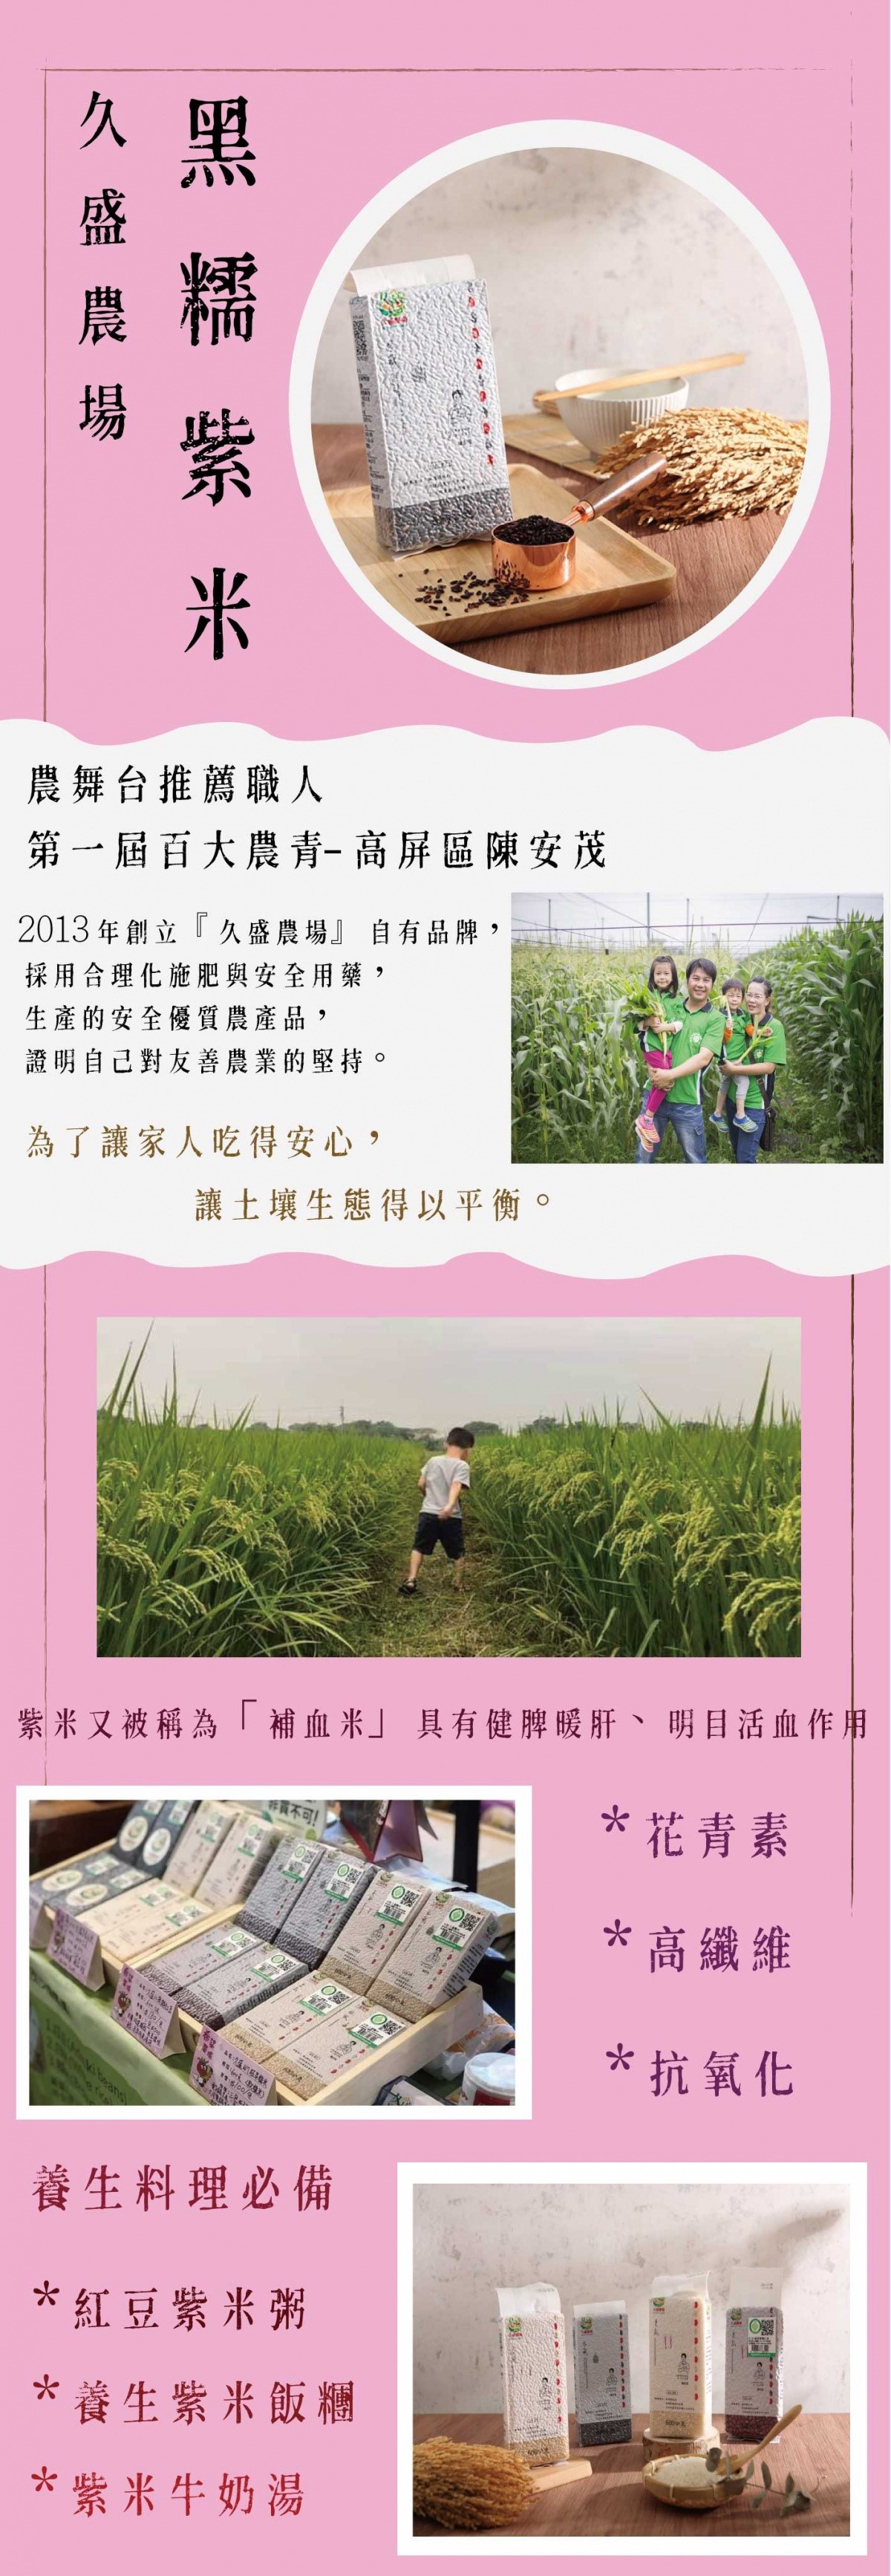 久盛農場
黑糯紫米
農舞台推薦職人
第一屆百大農青-高屏區陳安茂
2013年創立『久盛農場』自有品牌，
採用合理化施肥與安全用藥，
生產的安全優質農產品，
證明自己對友善農業的堅持。
為了讓家人吃得安心，
讓土壤生態得以平衡。
紫米又被稱為「補血米」具有健脾暖肝、明目活血作用
*花青素
*高纖維
*抗氧化
養生料理必備
*紅豆紫米粥
*養生紫米飯糰
*紫米牛奶湯